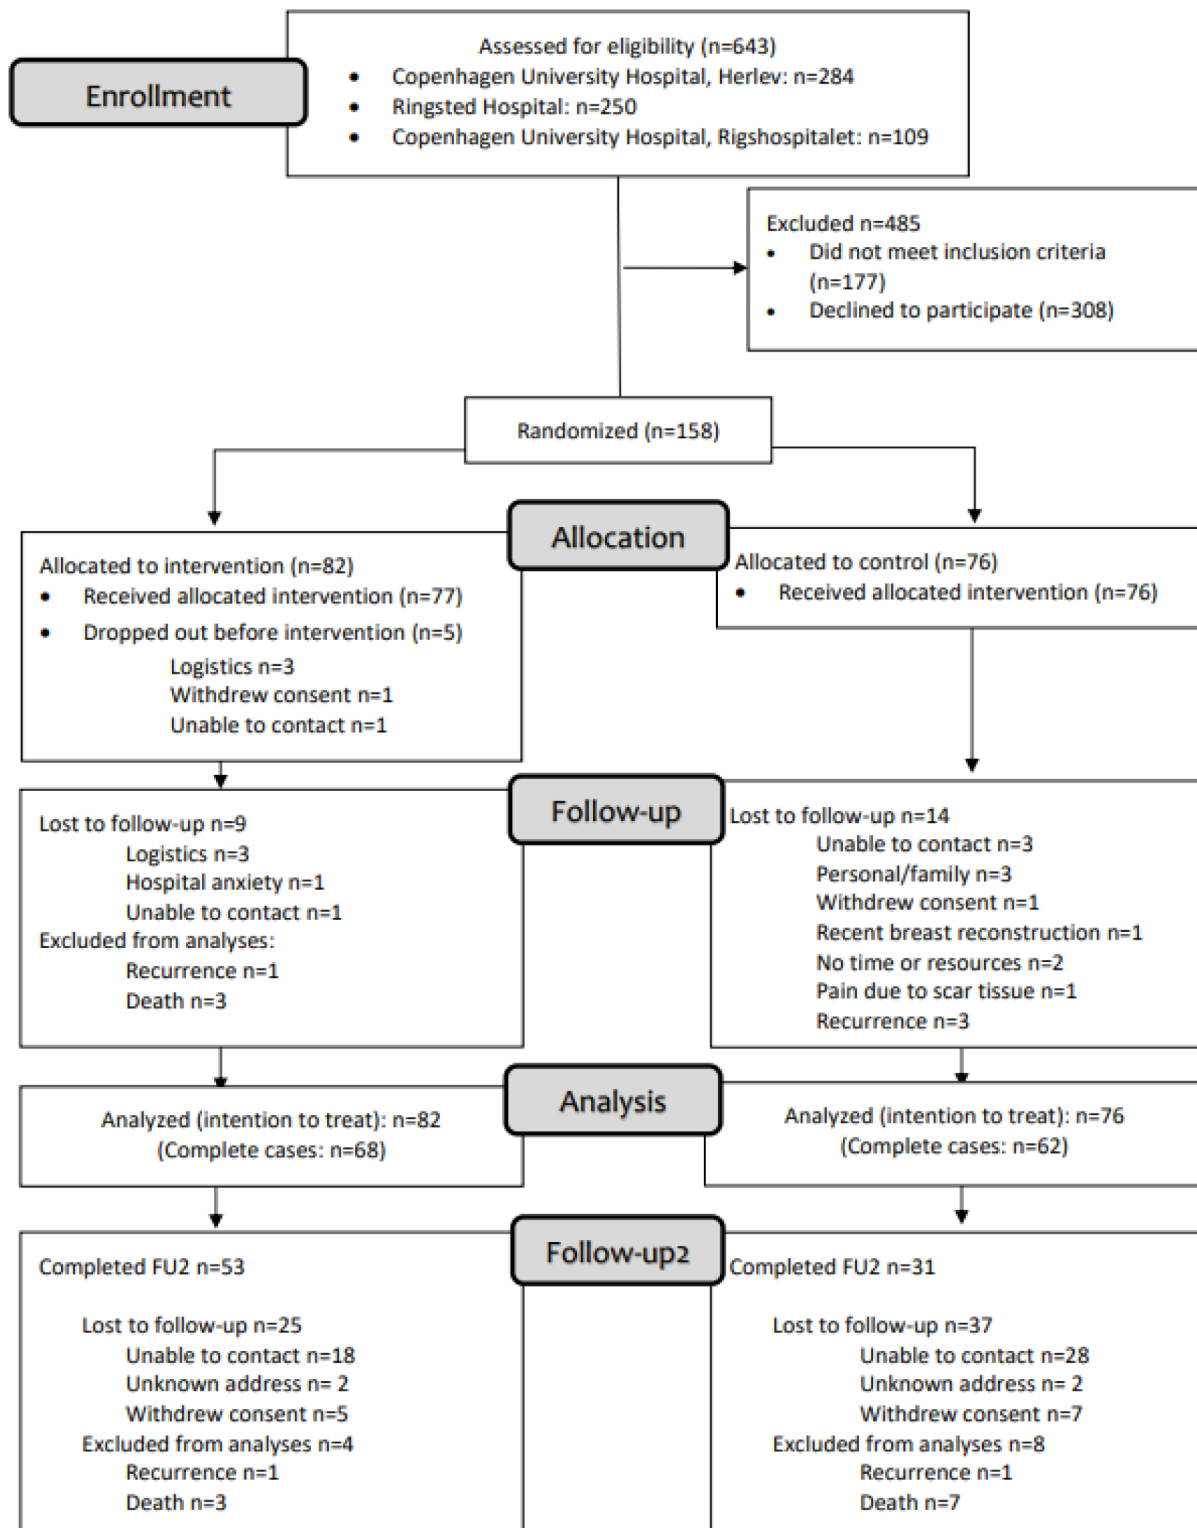 Enrollment
Assessed for eligibility (n=643)
• Copenhagen University Hospital, Herlev: n=284
• Ringsted Hospital: n=250
• Copenhagen University Hospital, Rigshospitalet: n=109
Excluded n=485
• Did not meet inclusion criteria
(n=177)
• Declined to participate (n=308)
Randomized (n=158)
Allocation
Allocated to intervention (n=82)
• Received allocated intervention (n=77)
• Dropped out before intervention (n=5)
Logistics n=3
Withdrew consent n=1
Unable to contact n=1
Allocated to control (n=76)
• Received allocated intervention (n=76)
Follow-up
Lost to follow-up n=9
Logistics n=3
Hospital anxiety n=1
Unable to contact n=1
Excluded from analyses:
Recurrence n=1
Death n=3
Lost to follow-up n=14
Unable to contact n=3
Personal/family n=3
Withdrew consent n=1
Recent breast reconstruction n=1
No time or resources n=2
Pain due to scar tissue n=1
Recurrence n=3
Analysis
Analyzed (intention to treat): n=82
(Complete cases: n=68)
Analyzed (intention to treat): n=76
(Complete cases: n=62)
Follow-up2
Completed FU2 n=53
Lost to follow-up n=25
Unable to contact n=18
Unknown address n= 2
Withdrew consent n=5
Excluded from analyses n=4
Recurrence n=1
Death n=3
Completed FU2 n=31
Lost to follow-up n=37
Unable to contact n=28
Unknown address n= 2
Withdrew consent n=7
Excluded from analyses n=8
Recurrence n=1
Death n=7